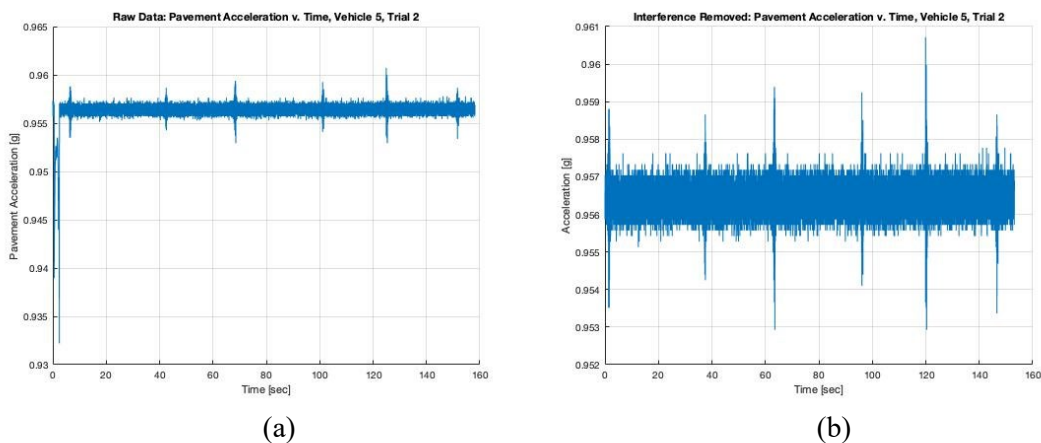 Raw Data: Pavement Acceleration v. Time, Vehicle 5, Trial 2
0.965
0.96
0.955
0.95
0.945
0.94
0.935
0.93
Pavement Acceleration [g]
0 20 40 60 80 100 120 140 160
Time [sec]
(a)
Interference Removed: Pavement Acceleration v. Time, Vehicle 5, Trial 2
0.961
0.96
0.959
0.958
0.957
0.956
0.955
0.954
0.953
0.952
Acceleration [g]
0 20 40 60 80 100 120 140 160
Time [sec]
(b)